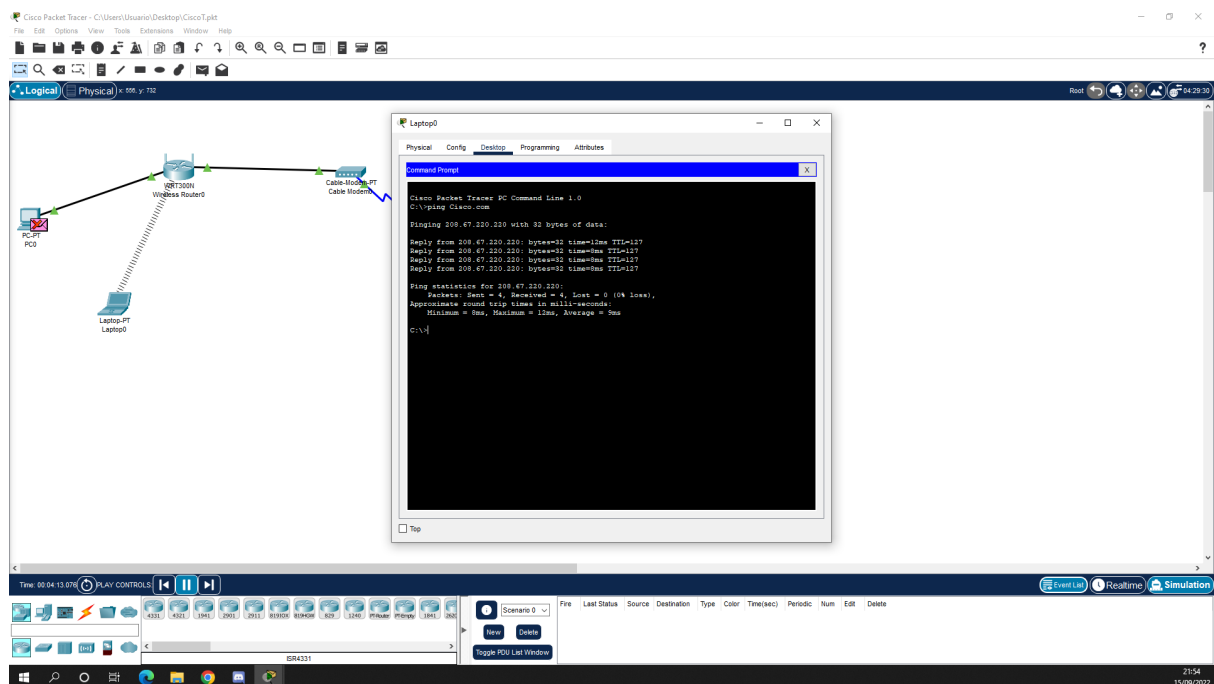 Cisco Packet Tracer - C:\Users\Usuario\Desktop\CiscoT.pkt
File Edit Options View Tools Extensions Window Help
?
Logical Physical x: 566, y: 732
Root 04:29:30
WRT300N
Wireless Router0
Cable-Modem-PT
Cable Modem0
PC-PT
PC0
Laptop-PT
Laptop0
Laptop0
Physical Config Desktop Programming Attributes
Command Prompt X
Cisco Packet Tracer PC Command Line 1.0
C:\>ping Cisco.com
Pinging 208.67.220.220 with 32 bytes of data:
Reply from 208.67.220.220: bytes=32 time=12ms TTL=127
Reply from 208.67.220.220: bytes=32 time=8ms TTL=127
Reply from 208.67.220.220: bytes=32 time=8ms TTL=127
Reply from 208.67.220.220: bytes=32 time=8ms TTL=127
Ping statistics for 208.67.220.220:
Packets: Sent = 4, Received = 4, Lost = 0 (0% loss),
Approximate round trip times in milli-seconds:
Minimum = 8ms, Maximum = 12ms, Average = 9ms
C:\>
Top
Time: 00:04:13.076 PLAY CONTROLS:
Event List Realtime Simulation
4331 4321 1941 2901 2911 819IOX 819HGW 829 1240 PT-Router PT-Empty 1841
ISR4331
Scenario 0
New Delete
Toggle PDU List Window
Fire Last Status Source Destination Type Color Time(sec) Periodic Num Edit Delete
21:54
15/09/2022